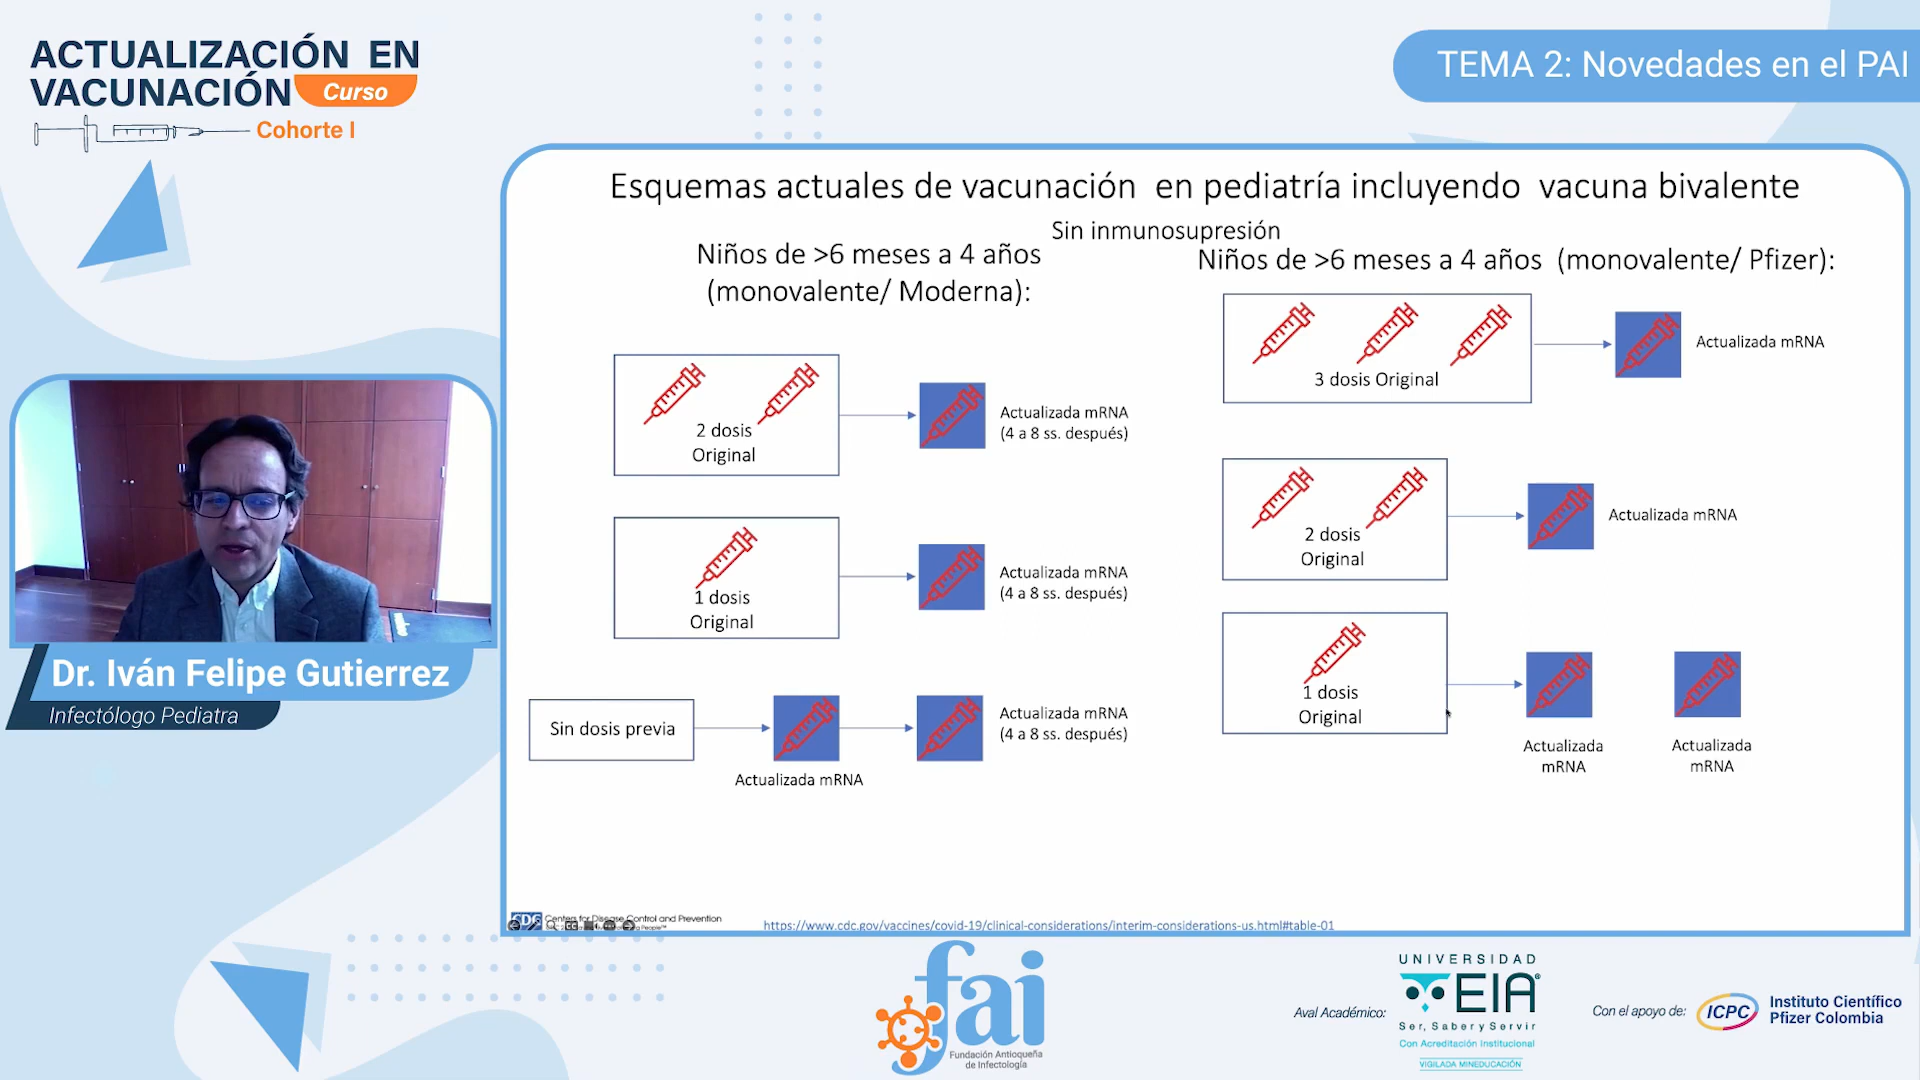 ACTUALIZACIÓN EN
VACUNACIÓN Curso
Cohorte I
TEMA 2: Novedades en el PAI
Esquemas actuales de vacunación en pediatría incluyendo vacuna bivalente
Sin inmunosupresión
Niños de >6 meses a 4 años
(monovalente/ Moderna):
2 dosis
Original
Actualizada mRNA
(4 a 8 ss. después)
1 dosis
Original
Actualizada mRNA
(4 a 8 ss. después)
Sin dosis previa
Actualizada mRNA
Actualizada mRNA
(4 a 8 ss. después)
Niños de >6 meses a 4 años (monovalente/ Pfizer):
3 dosis Original
Actualizada mRNA
2 dosis
Original
Actualizada mRNA
1 dosis
Original
Actualizada
mRNA
Actualizada
mRNA
CDC
Centers for Disease Control and Prevention
People™
https://www.cdc.gov/vaccines/covid-19/clinical-considerations/interim-considerations-us.html#table-01
Dr. Iván Felipe Gutierrez
Infectólogo Pediatra
fai
Fundación Antioqueña
de Infectología
Aval Académico:
UNIVERSIDAD
EIA®
Ser, Saber y Servir
Con Acreditación Institucional
VIGILADA MINEDUCACIÓN
Con el apoyo de:
ICPC
Instituto Científico
Pfizer Colombia